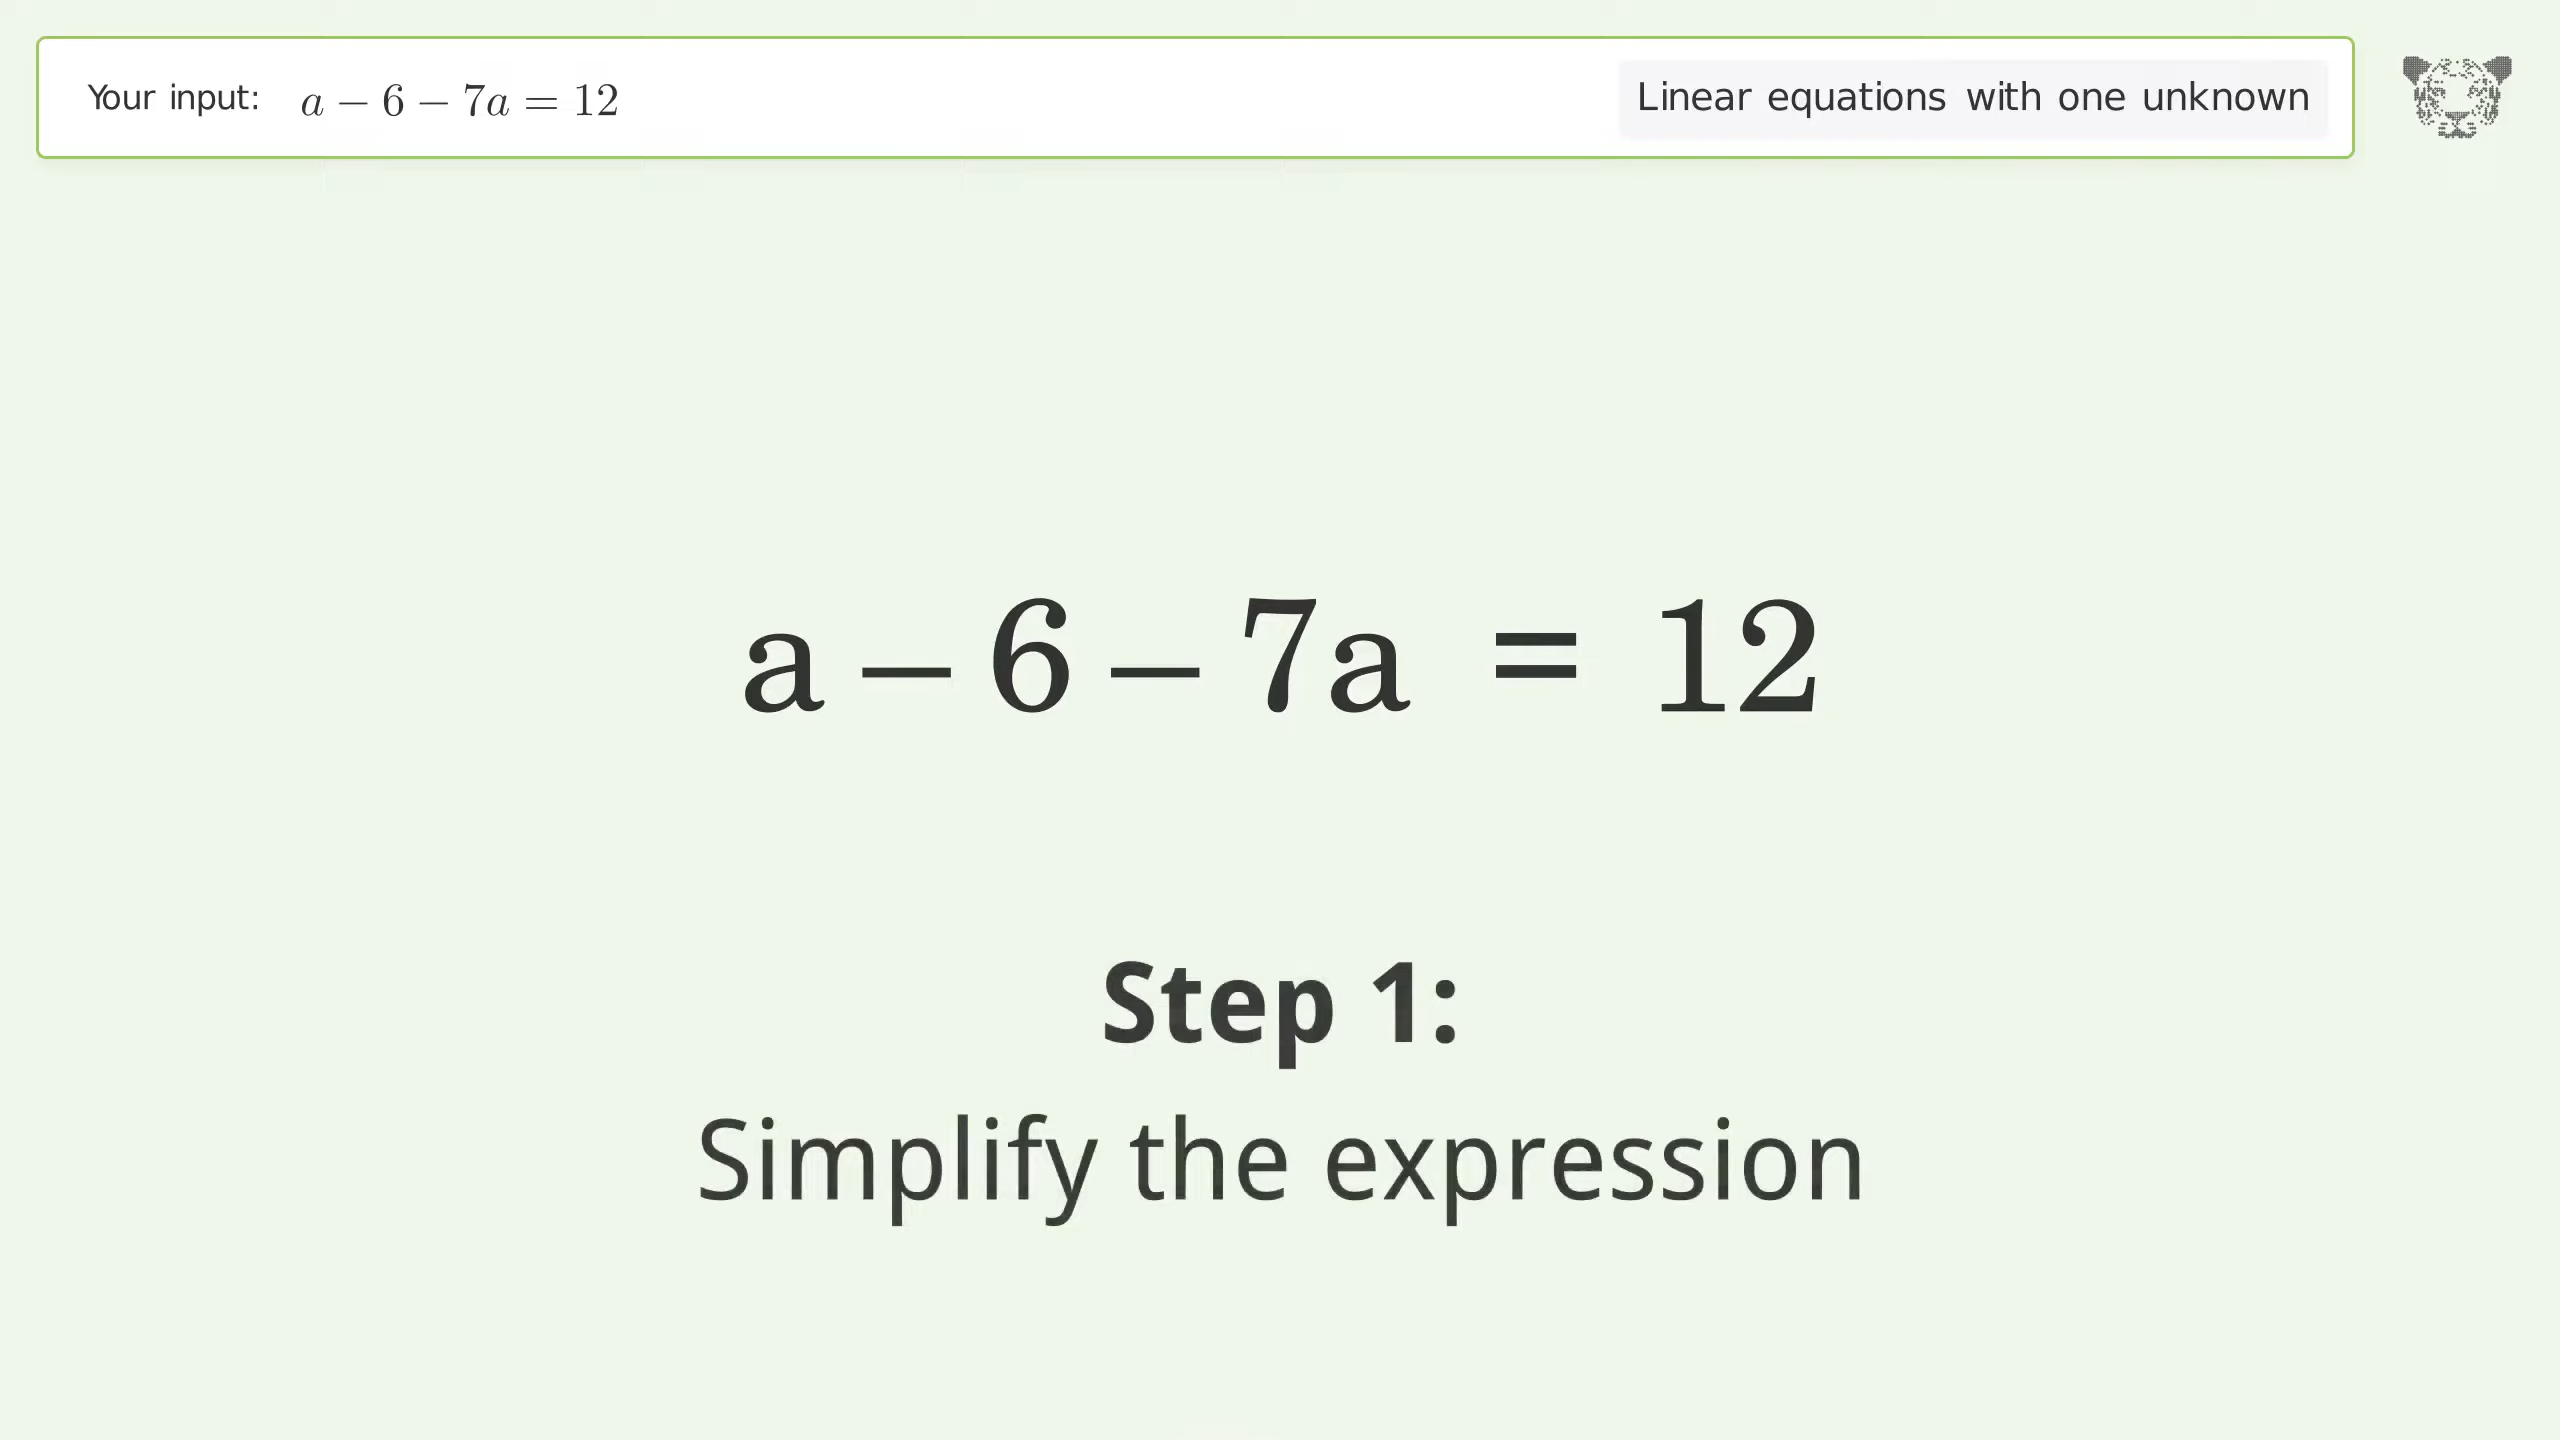 Your input: a − 6 − 7a = 12 Linear equations with one unknown
a – 6 – 7a = 12
Step 1:
Simplify the expression